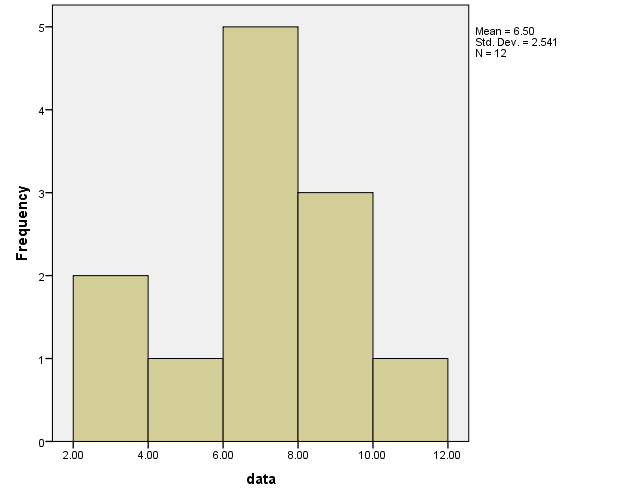 Mean = 6.50
Std. Dev. = 2.541
N = 12
5
4
3
2
1
0
Frequency
2.00 4.00 6.00 8.00 10.00 12.00
data